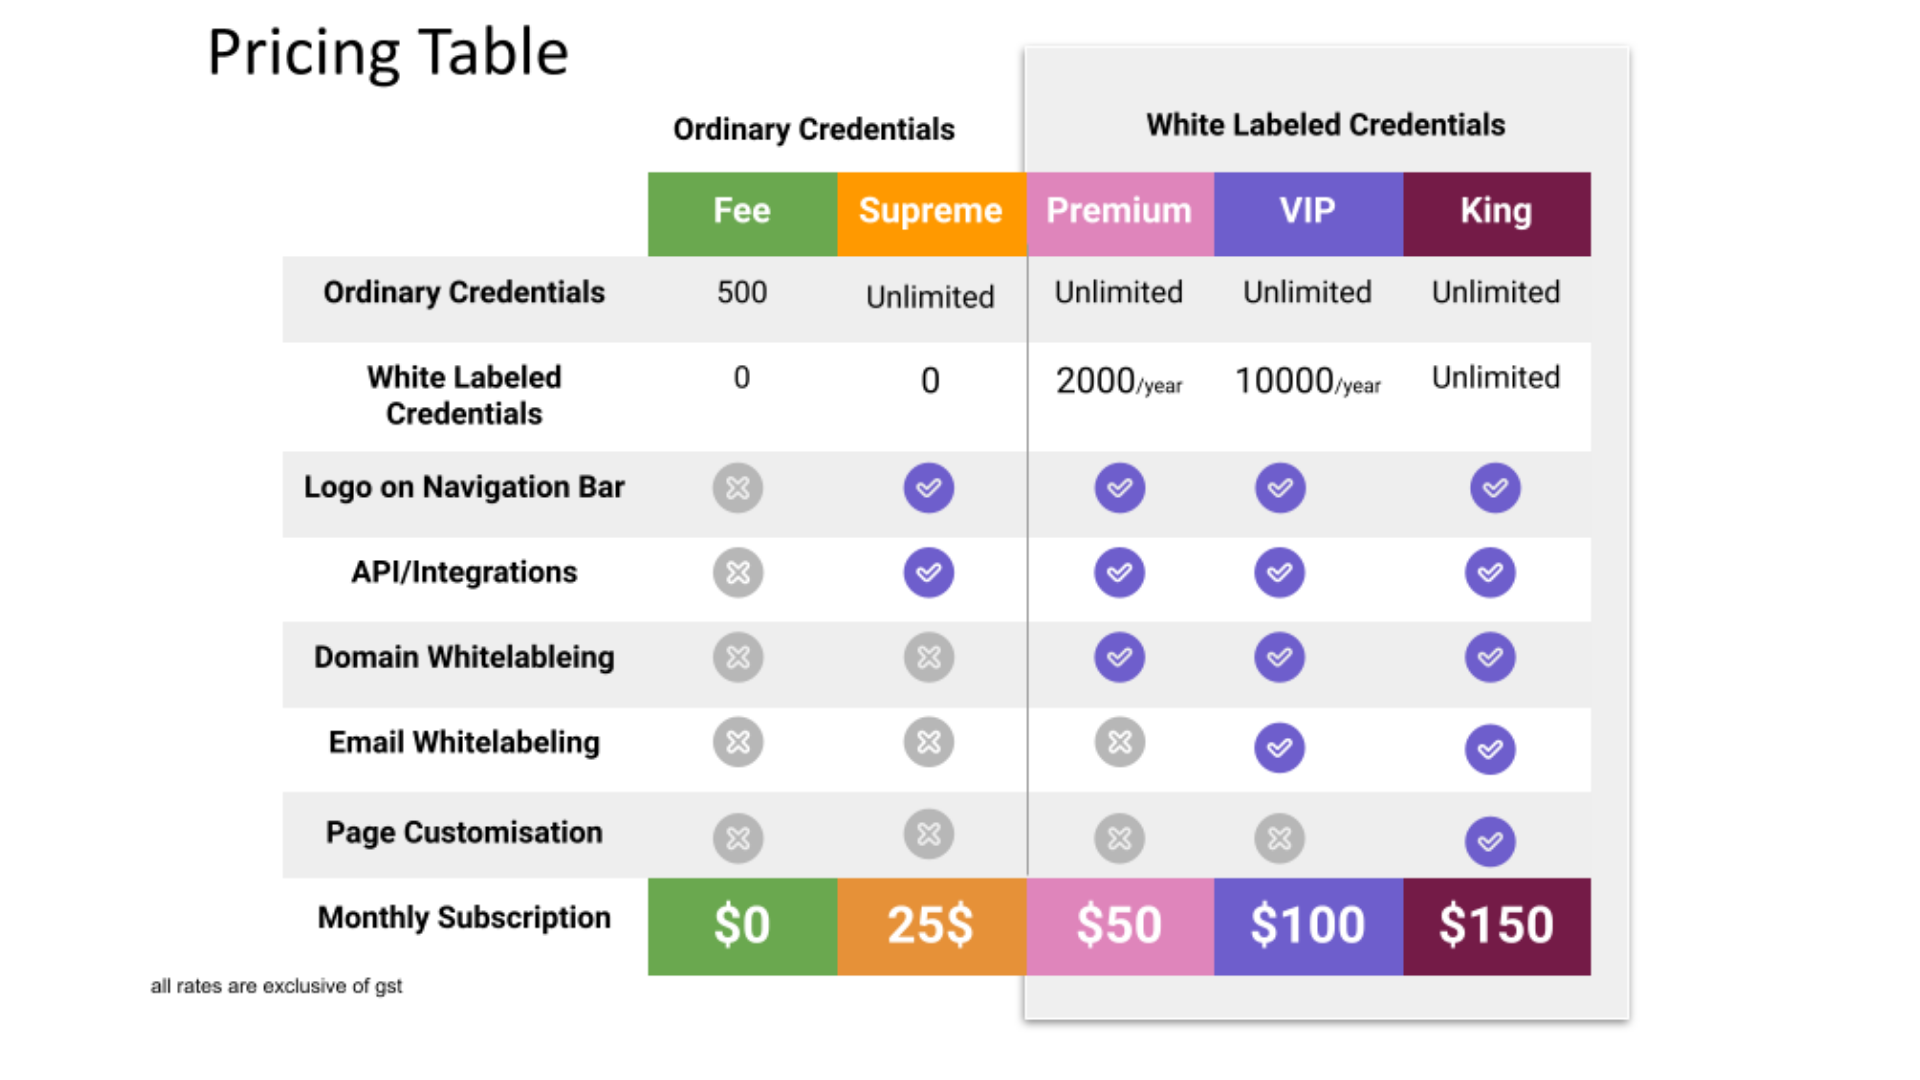 Pricing Table
Ordinary Credentials
White Labeled Credentials
Fee Supreme Premium VIP King
Ordinary Credentials 500 Unlimited Unlimited Unlimited Unlimited
White Labeled 0 0 2000/year 10000/year Unlimited
Credentials
Logo on Navigation Bar
API/Integrations
Domain Whitelableing
Email Whitelabeling
Page Customisation
Monthly Subscription $0 25$ $50 $100 $150
all rates are exclusive of gst